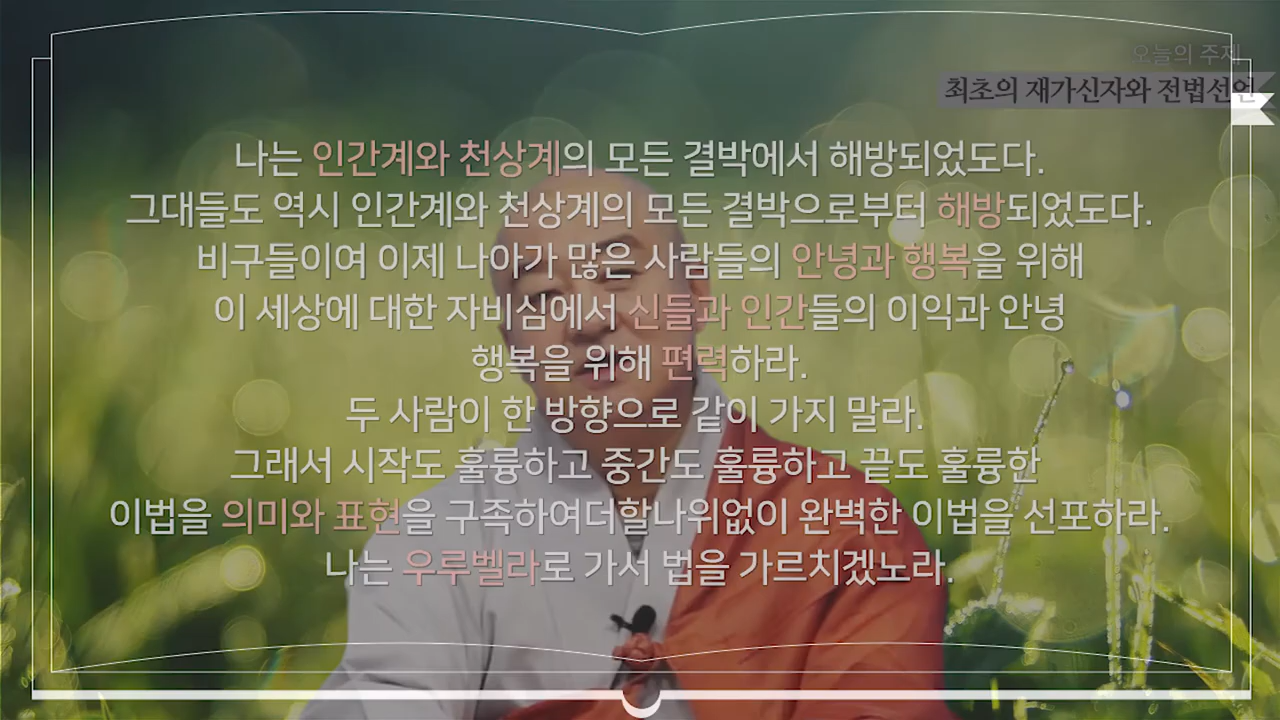 오늘의 주제
최초의 재가신자와 전법선언
나는 인간계와 천상계의 모든 결박에서 해방되었도다.
그대들도 역시 인간계와 천상계의 모든 결박으로부터 해방되었도다.
비구들이여 이제 나아가 많은 사람들의 안녕과 행복을 위해
이 세상에 대한 자비심에서 신들과 인간들의 이익과 안녕
행복을 위해 편력하라.
두 사람이 한 방향으로 같이 가지 말라.
그래서 시작도 훌륭하고 중간도 훌륭하고 끝도 훌륭한
이법을 의미와 표현을 구족하여더할나위없이 완벽한 이법을 선포하라.
나는 우루벨라로 가서 법을 가르치겠노라.